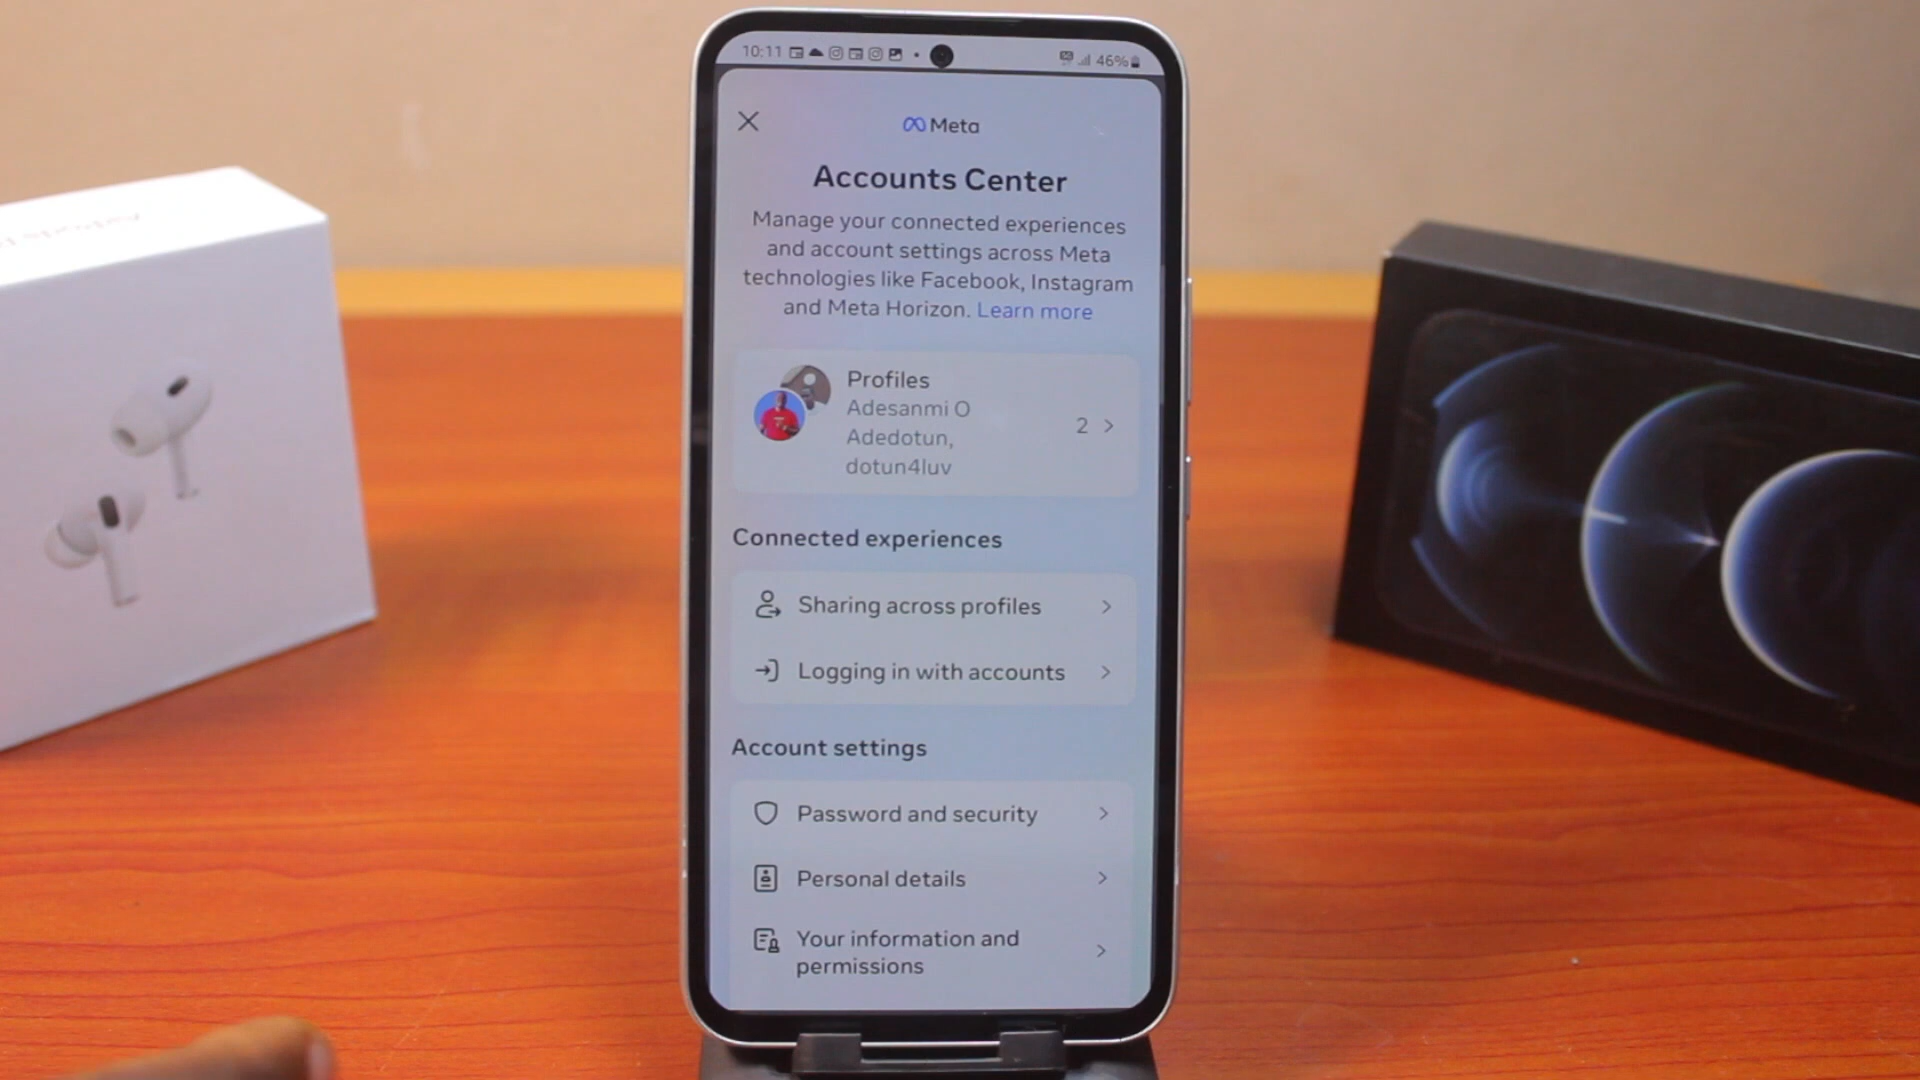 10:11
46%
Meta
Accounts Center
Manage your connected experiences
and account settings across Meta
technologies like Facebook, Instagram
and Meta Horizon. Learn more
Profiles
Adesanmi O
Adedotun,
dotun4luv
2
Connected experiences
Sharing across profiles
Logging in with accounts
Account settings
Password and security
Personal details
Your information and
permissions